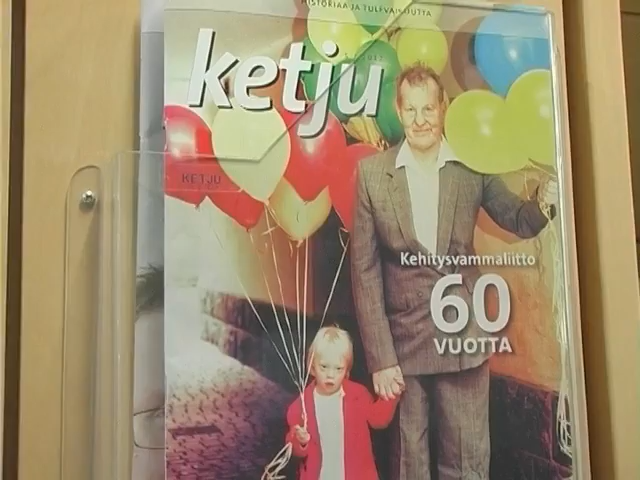 HISTORIAA JA TULEVAISUUTTA
ketju
KETJU
Kehitysvammaliitto
60
VUOTTA